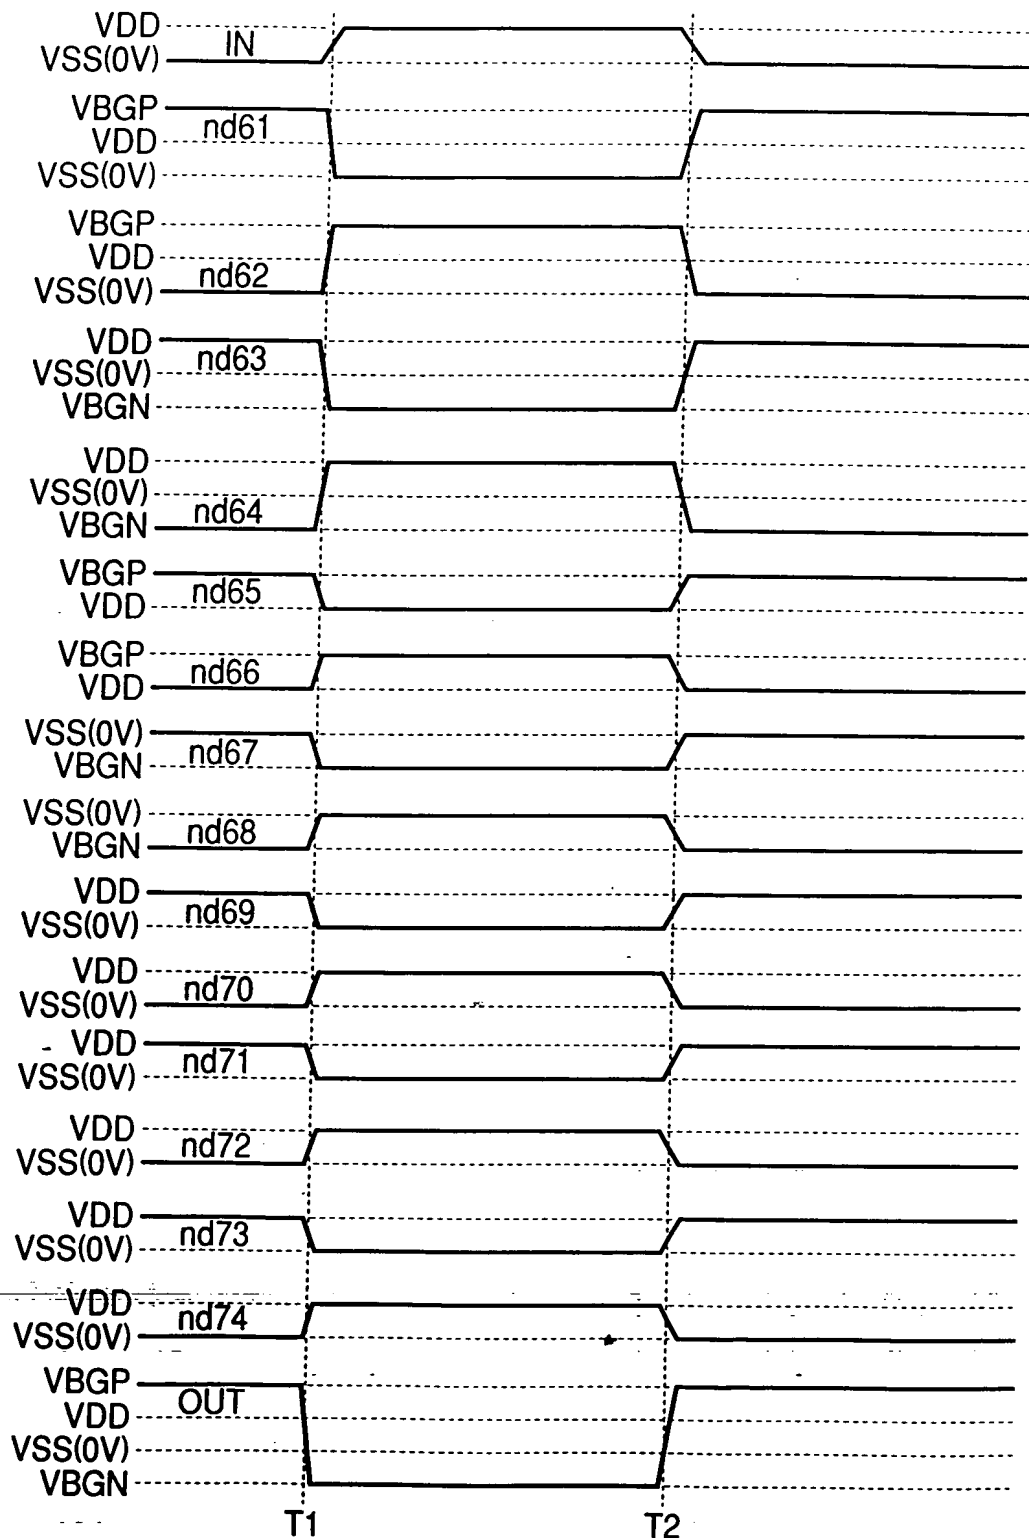 VDD
IN
VSS(0V)
VBGP
nd61
VDD
VSS(0V)
VBGP
VDD
nd62
VSS(0V)
VDD
nd63
VSS(0V)
VBGN
VDD
VSS(0V)
nd64
VBGN
VBGP
nd65
VDD
VBGP
nd66
VDD
VSS(0V)
nd67
VBGN
VSS(0V)
nd68
VBGN
VDD
nd69
VSS(0V)
VDD
nd70
VSS(0V)
VDD
nd71
VSS(0V)
VDD
nd72
VSS(0V)
VDD
nd73
VSS(0V)
VDD
nd74
VSS(0V)
VBGP
OUT
VDD
VSS(0V)
VBGN
T1 T2